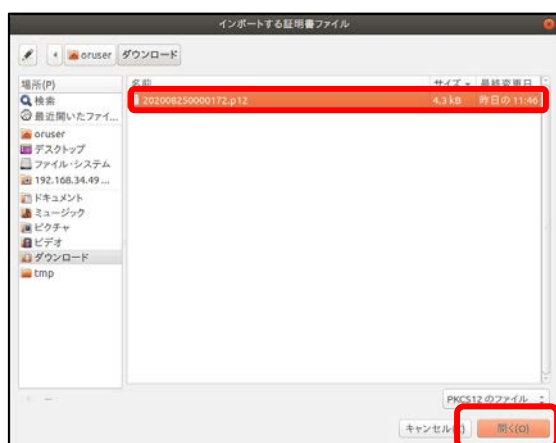 インポートする証明書ファイル
oruser ダウンロード
場所(P)
検索
最近開いたファイ...
oruser
デスクトップ
ファイル・システム
192.168.34.49 ...
ドキュメント
ミュージック
ピクチャ
ビデオ
ダウンロード
tmp
名前 サイズ 最終変更日
202008250000172.p12 4.3 kB 昨日の 11:46
PKCS12 のファイル
キャンセル( 開く(O)